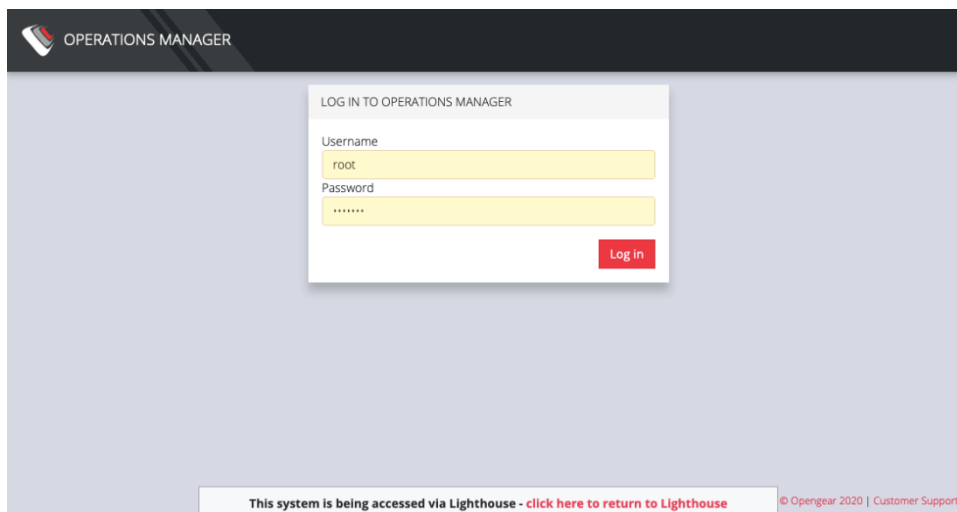 OPERATIONS MANAGER
LOG IN TO OPERATIONS MANAGER
Username
root
Password
•••••••
Log in
This system is being accessed via Lighthouse - click here to return to Lighthouse
© Opengear 2020 | Customer Support